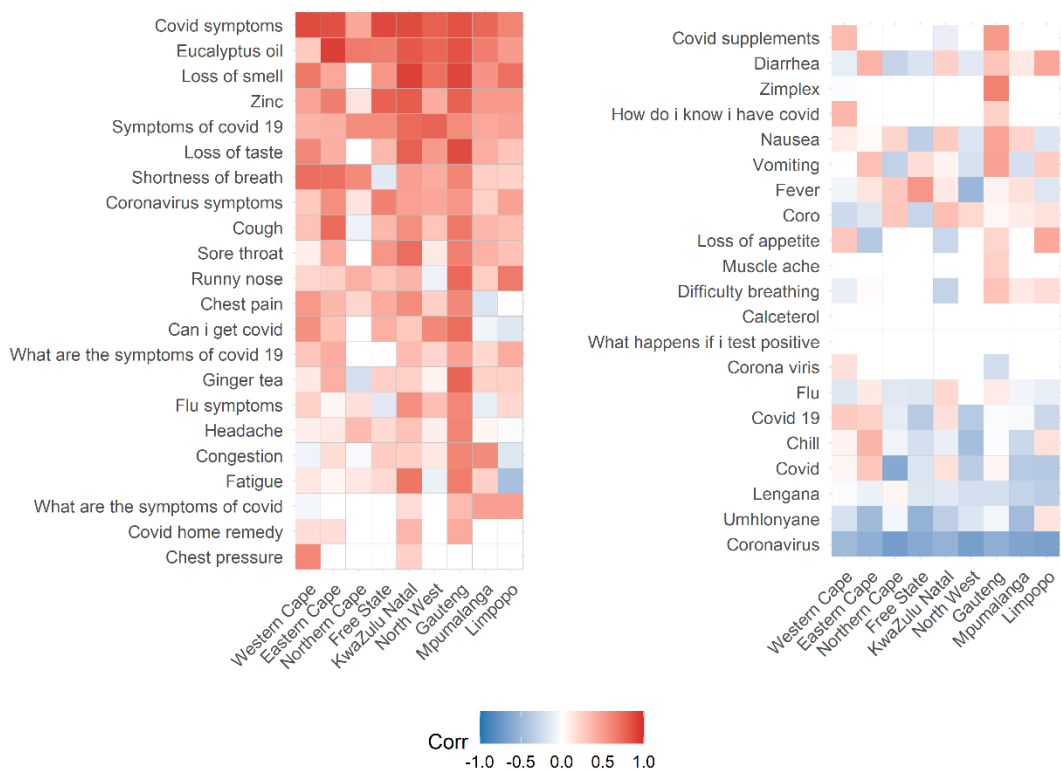 Covid symptoms
Eucalyptus oil
Loss of smell
Zinc
Symptoms of covid 19
Loss of taste
Shortness of breath
Coronavirus symptoms
Cough
Sore throat
Runny nose
Chest pain
Can i get covid
What are the symptoms of covid 19
Ginger tea
Flu symptoms
Headache
Congestion
Fatigue
What are the symptoms of covid
Covid home remedy
Chest pressure
Western Cape
Eastern Cape
Northern Cape
Free State
KwaZulu Natal
North West
Gauteng
Mpumalanga
Limpopo
Covid supplements
Diarrhea
Zimplex
How do i know i have covid
Nausea
Vomiting
Fever
Coro
Loss of appetite
Muscle ache
Difficulty breathing
Calceterol
What happens if i test positive
Corona viris
Flu
Covid 19
Chill
Covid
Lengana
Umhlonyane
Coronavirus
Western Cape
Eastern Cape
Northern Cape
Free State
KwaZulu Natal
North West
Gauteng
Mpumalanga
Limpopo
Corr
-1.0 -0.5 0.0 0.5 1.0